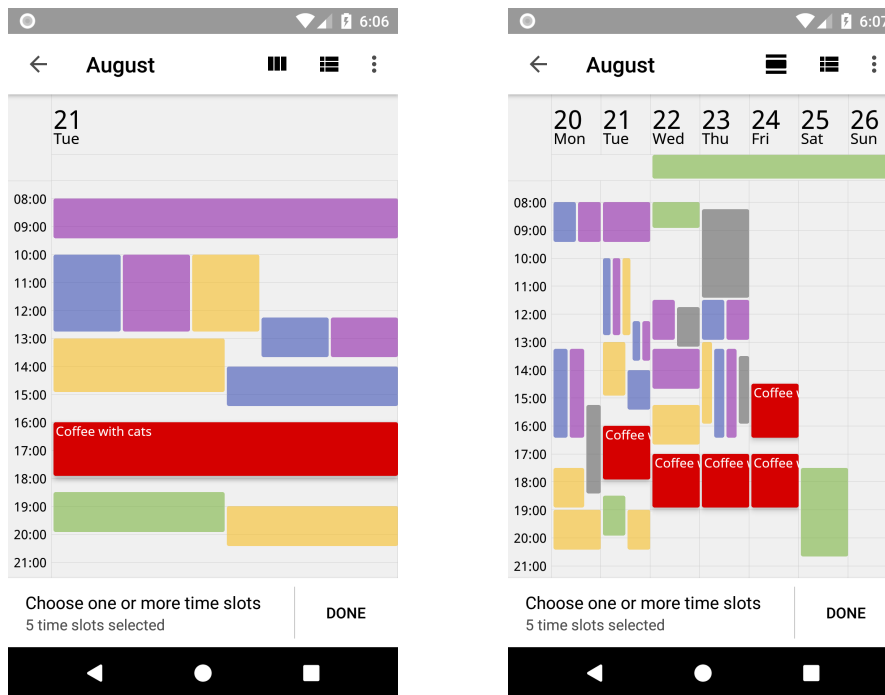 6:06
August
21
Tue
08:00
09:00
10:00
11:00
12:00
13:00
14:00
15:00
16:00
Coffee with cats
17:00
18:00
19:00
20:00
21:00
Choose one or more time slots
5 time slots selected
DONE
6:07
August
20 21 22 23 24 25 26
Mon Tue Wed Thu Fri Sat Sun
08:00
09:00
10:00
11:00
12:00
13:00
14:00
Coffee
15:00
16:00
Coffee
17:00
Coffee Coffee Coffee
18:00
19:00
20:00
21:00
Choose one or more time slots
5 time slots selected
DONE